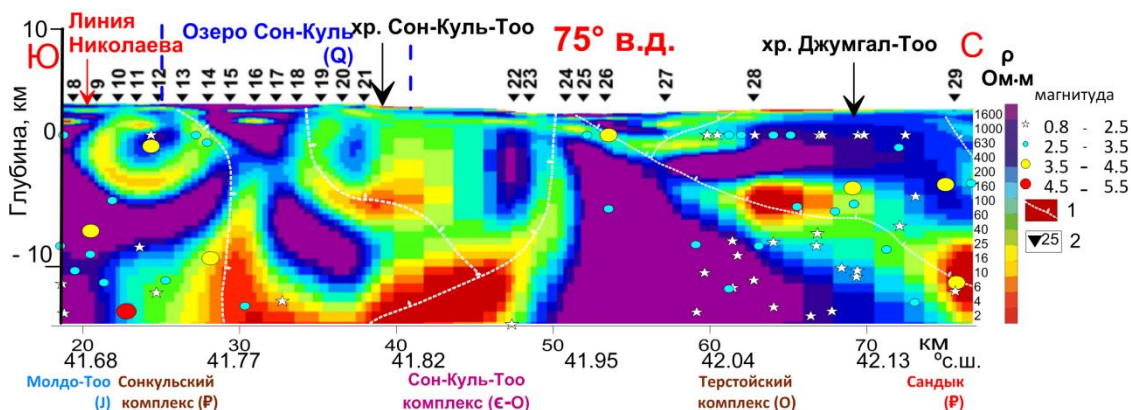 10
Линия
Николаева
Ю
Озеро Сон-Куль
(Q)
хр. Сон-Куль-Тоо
75° в.д.
хр. Джумгал-Тоо
С
ρ
Ом·м
8 9 10 11 12 13 14 15 16 17 18 19 20 21 22 23 24 25 26 27 28 29
Глубина, км
0
- 10
1600
1000
630
400
200
160
100
60
40
25
16
10
6
4
2
магнитуда
0.8 - 2.5
2.5 - 3.5
3.5 – 4.5
4.5 – 5.5
1
25 2
20 30 40 50 60 70 км
41.68 41.77 41.82 41.95 42.04 42.13 °с.ш.
Молдо-Тоо
(J)
Сонкульский
комплекс (₽)
Сон-Куль-Тоо
комплекс (Є-O)
Терстойский
комплекс (O)
Сандык
(₽)